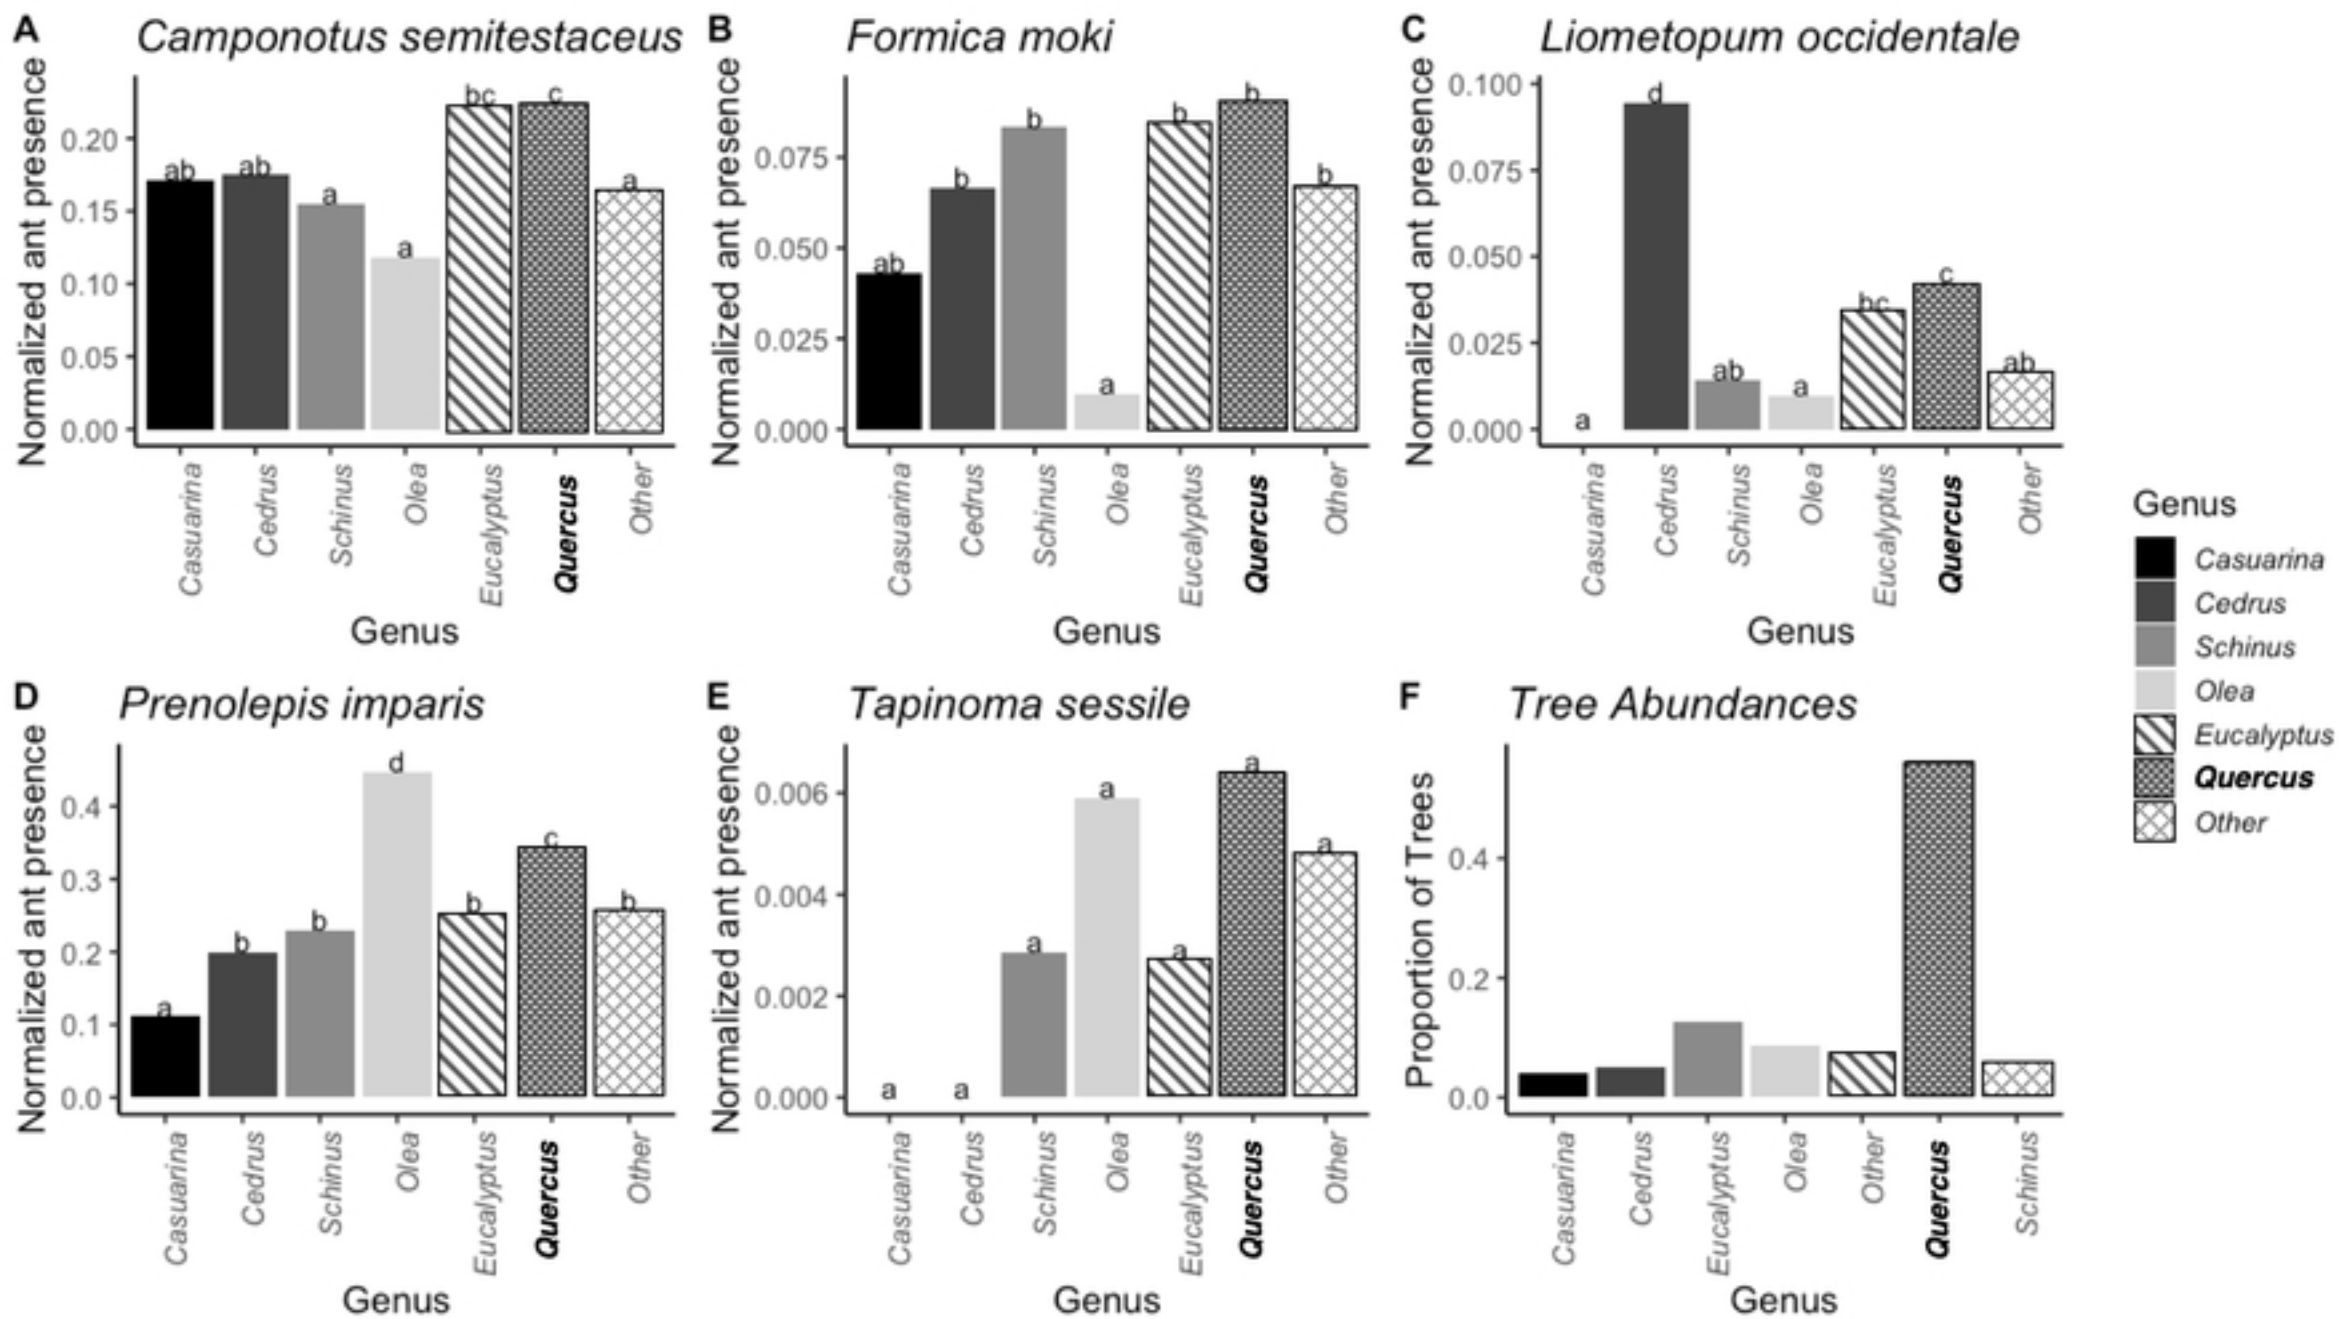 A Camponotus semitestaceus
Normalized ant presence
0.20
0.15
0.10
0.05
0.00
ab ab a a bc c a
Casuarina Cedrus Schinus Olea Eucalyptus Quercus Other
Genus
B Formica moki
Normalized ant presence
0.075
0.050
0.025
0.000
ab b b a b b b
Casuarina Cedrus Schinus Olea Eucalyptus Quercus Other
Genus
C Liometopum occidentale
Normalized ant presence
0.100
0.075
0.050
0.025
0.000
a d ab a bc c ab
Casuarina Cedrus Schinus Olea Eucalyptus Quercus Other
Genus
D Prenolepis imparis
Normalized ant presence
0.4
0.3
0.2
0.1
0.0
a b b d b c b
Casuarina Cedrus Schinus Olea Eucalyptus Quercus Other
Genus
E Tapinoma sessile
Normalized ant presence
0.006
0.004
0.002
0.000
a a a a a a a
Casuarina Cedrus Schinus Olea Eucalyptus Quercus Other
Genus
F Tree Abundances
Proportion of Trees
0.4
0.2
0.0
Casuarina Cedrus Eucalyptus Olea Other Quercus Schinus
Genus
Genus
Casuarina
Cedrus
Schinus
Olea
Eucalyptus
Quercus
Other